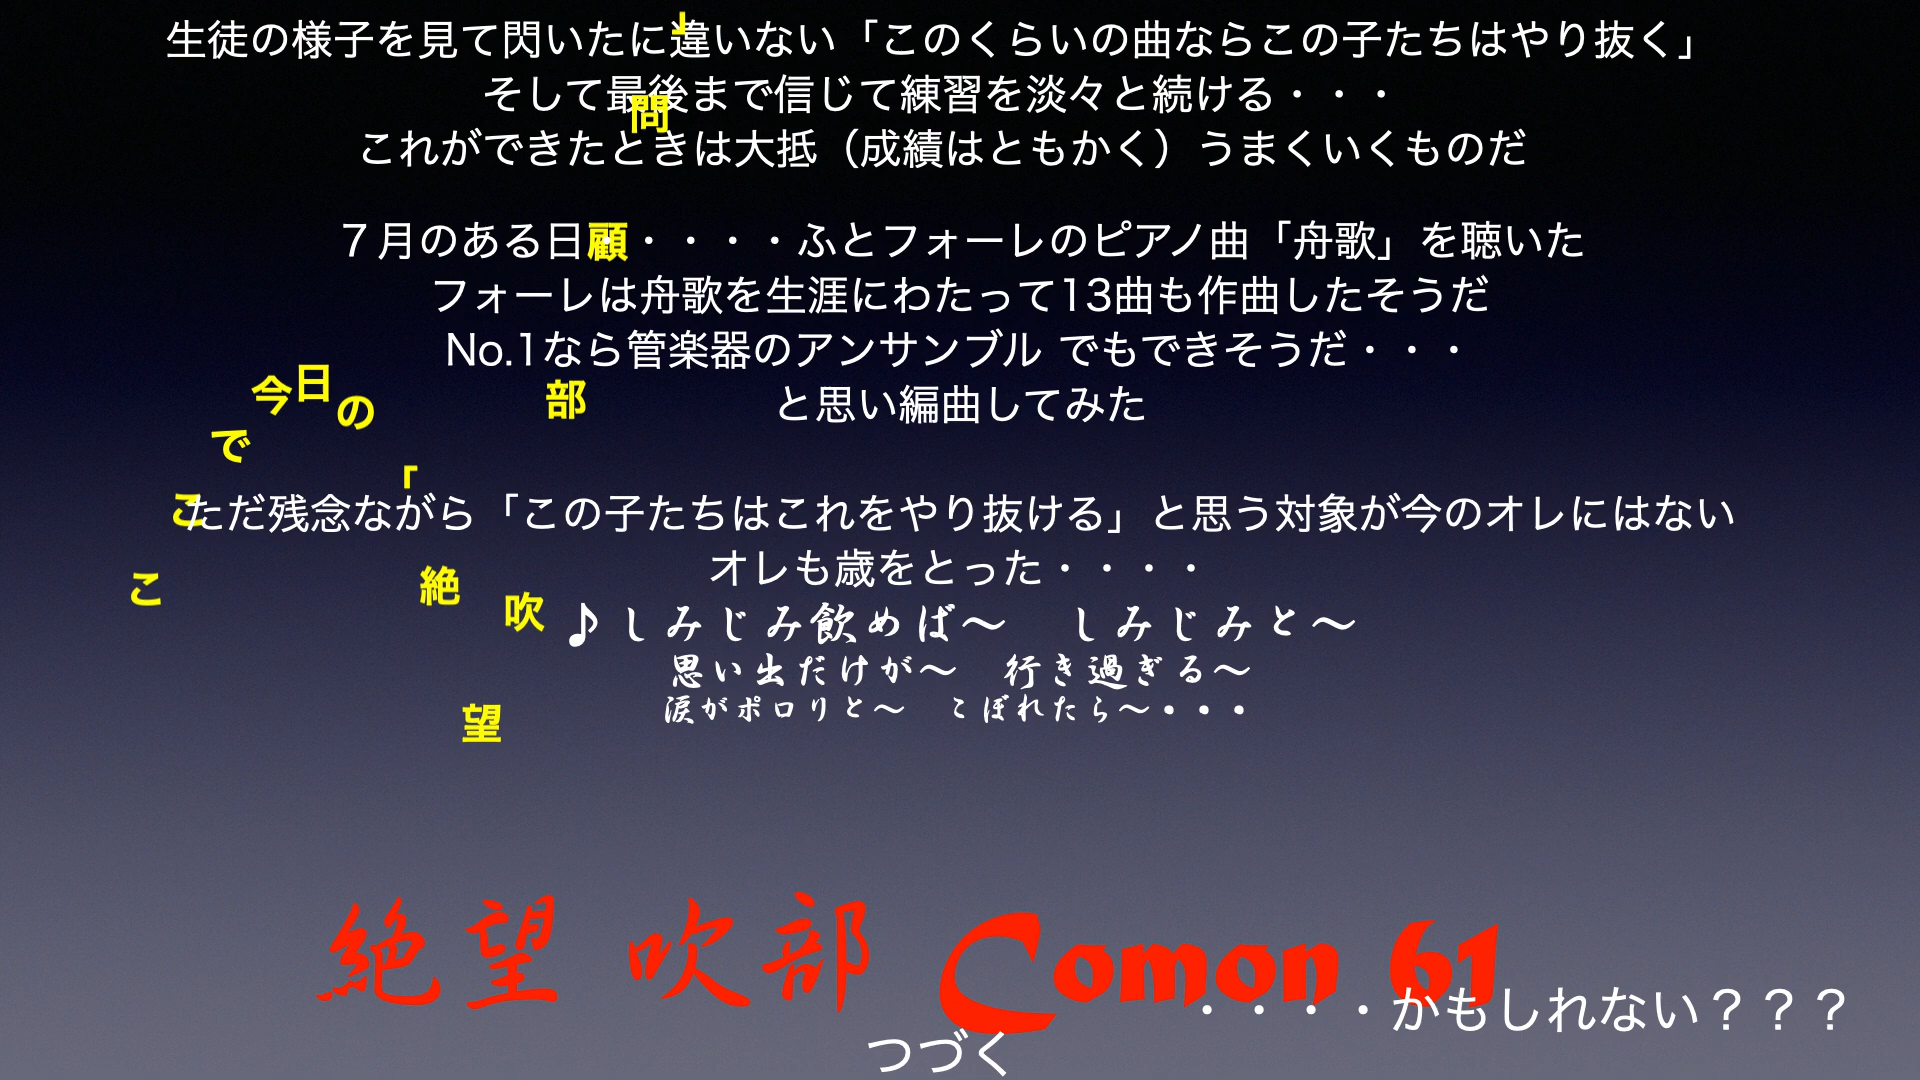 生徒の様子を見て閃いたに違いない「このくらいの曲ならこの子たちはやり抜く」
そして最後まで信じて練習を淡々と続ける・・・
これができたときは大抵（成績はともかく）うまくいくものだ
７月のある日・・・・・ふとフォーレのピアノ曲「舟歌」を聴いた
フォーレは舟歌を生涯にわたって13曲も作曲したそうだ
No.1なら管楽器のアンサンブル でもできそうだ・・・
と思い編曲してみた
ここで今日の「絶望吹部顧問」
ただ残念ながら「この子たちはこれをやり抜ける」と思う対象が今のオレにはない
オレも歳をとった・・・・
♪しみじみ飲めば〜　しみじみと〜
思い出だけが〜　行き過ぎる〜
涙がポロリと〜　こぼれたら〜・・・
絶望 吹部 Comon 61
・・・・かもしれない？？？
つづく